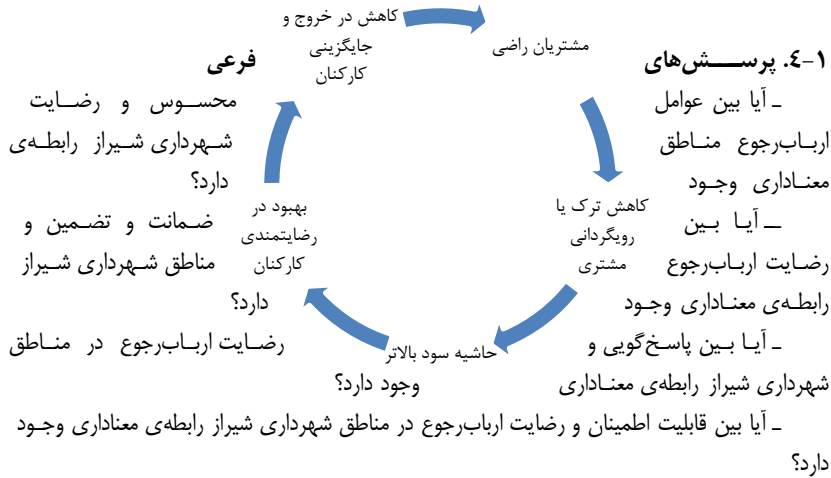 ۱-٤. پرسش‌های فرعی
ـ آیا بین عوامل محسوس و رضایت
ارباب‌رجوع مناطق شهرداری شیراز رابطه‌ی
معناداری وجود دارد؟
ـ آیا بین ضمانت و تضمین و
رضایت ارباب‌رجوع مناطق شهرداری شیراز
رابطه‌ی معناداری وجود دارد؟
ـ آیا بین پاسخ‌گویی و رضایت ارباب‌رجوع در مناطق
شهرداری شیراز رابطه‌ی معناداری وجود دارد؟
ـ آیا بین قابلیت اطمینان و رضایت ارباب‌رجوع در مناطق شهرداری شیراز رابطه‌ی معناداری وجود
دارد؟
مشتریان راضی
کاهش ترک یا
رویگردانی
مشتری
حاشیه سود بالاتر
بهبود در
رضایتمندی
کارکنان
کاهش در خروج و
جایگزینی
کارکنان